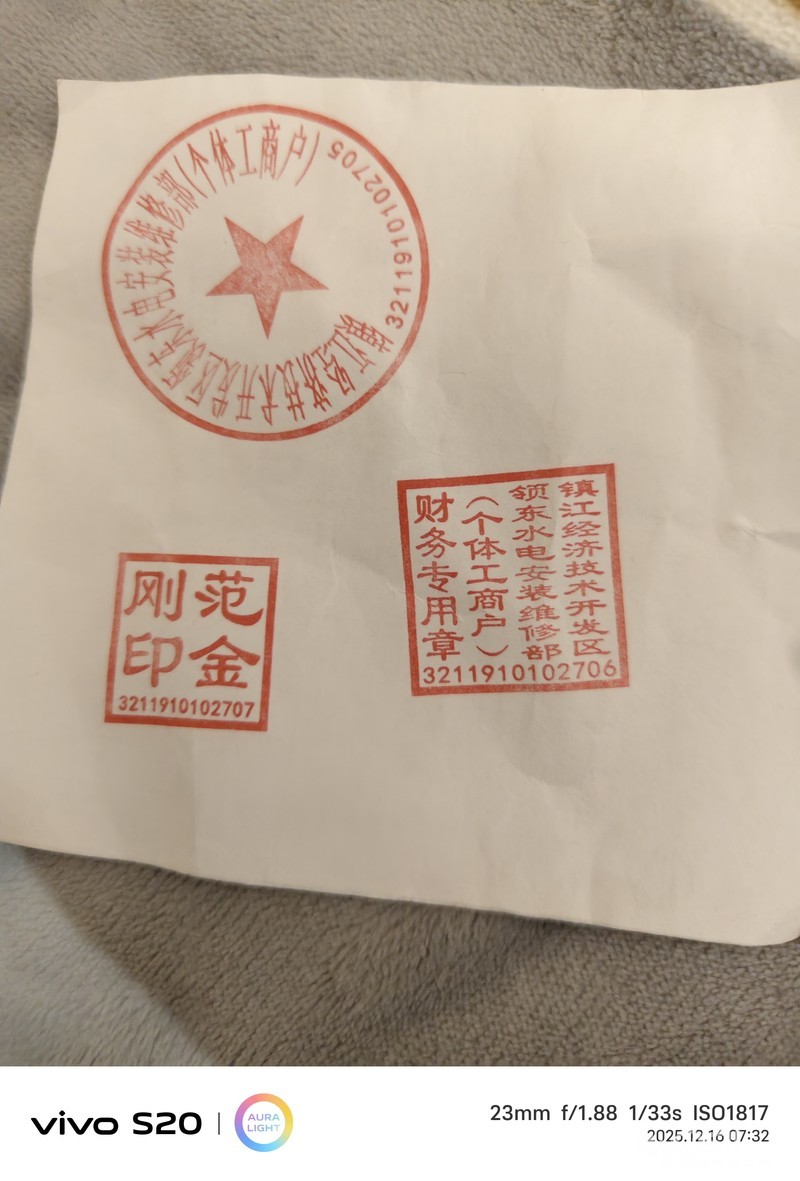 镇江经济技术开发区领东水电安装维修部(个体工商户)
3211910102705
镇江经济技术开发区
领东水电安装维修部
(个体工商户)
财务专用章
3211910102706
范金
刚印
3211910102707
vivo S20
AURA
LIGHT
23mm f/1.88 1/33s ISO1817
2025.12.16 07:32